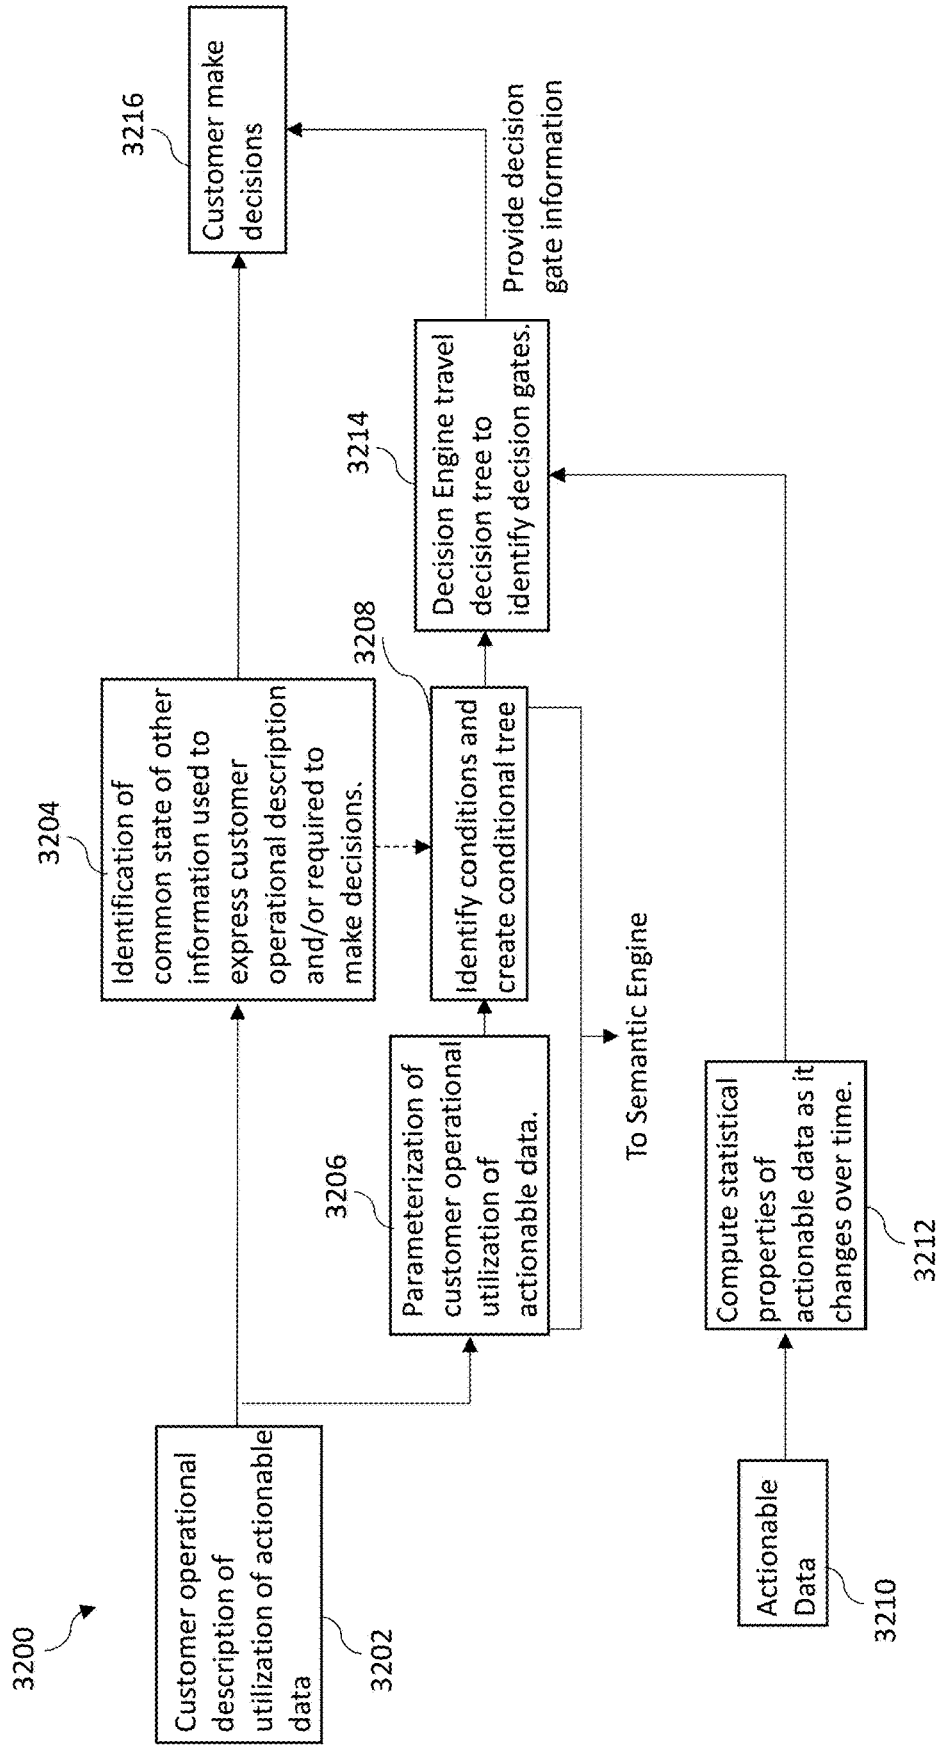 3200
Customer operational
description of
utilization of actionable
data
3202
3204
Identification of
common state of other
information used to
express customer
operational description
and/or required to
make decisions.
3216
Customer make
decisions
3206
Parameterization of
customer operational
utilization of
actionable data.
3208
Identify conditions and
create conditional tree
3214
Decision Engine travel
decision tree to
identify decision gates.
Provide decision
gate information
To Semantic Engine
Actionable
Data
3210
Compute statistical
properties of
actionable data as it
changes over time.
3212